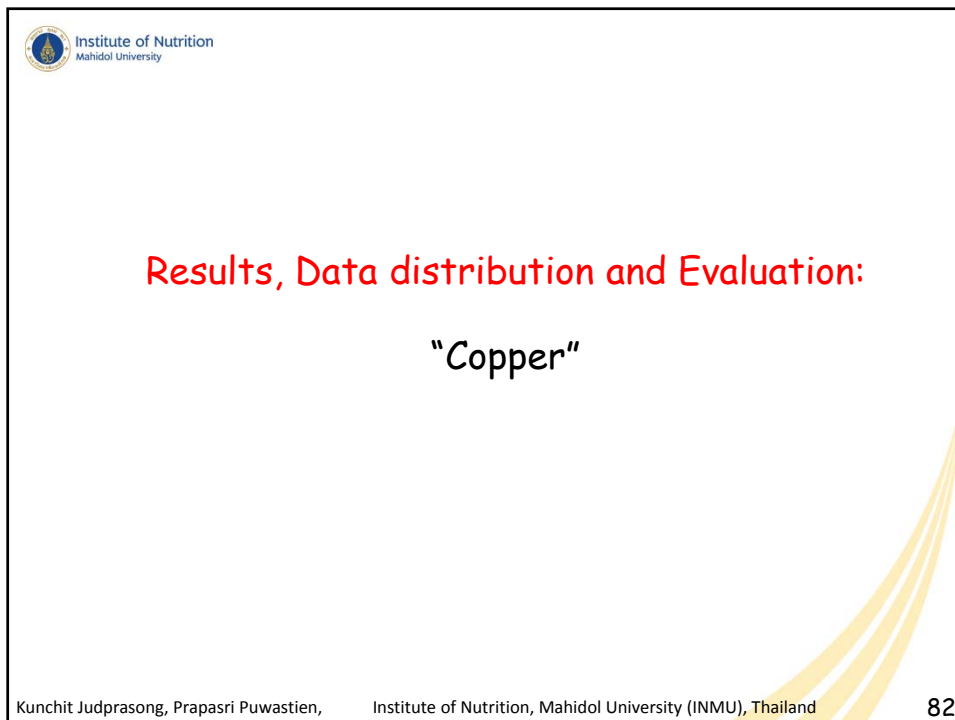 Institute of Nutrition
Mahidol University
Results, Data distribution and Evaluation:
“Copper”
Kunchit Judprasong, Prapasri Puwastien, Institute of Nutrition, Mahidol University (INMU), Thailand 82